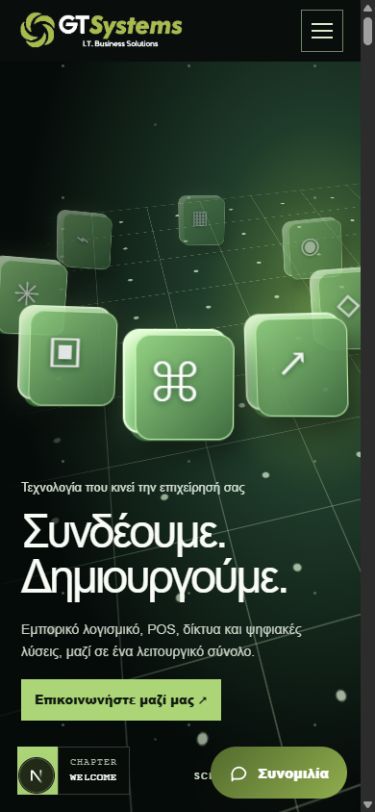 GTSystems
I.T. Business Solutions
Τεχνολογία που κινεί την επιχείρησή σας
Συνδέουμε.
Δημιουργούμε.
Εμπορικό λογισμικό, POS, δίκτυα και ψηφιακές
λύσεις, μαζί σε ένα λειτουργικό σύνολο.
Επικοινωνήστε μαζί μας ↗
N
CHAPTER
WELCOME
Συνομιλία